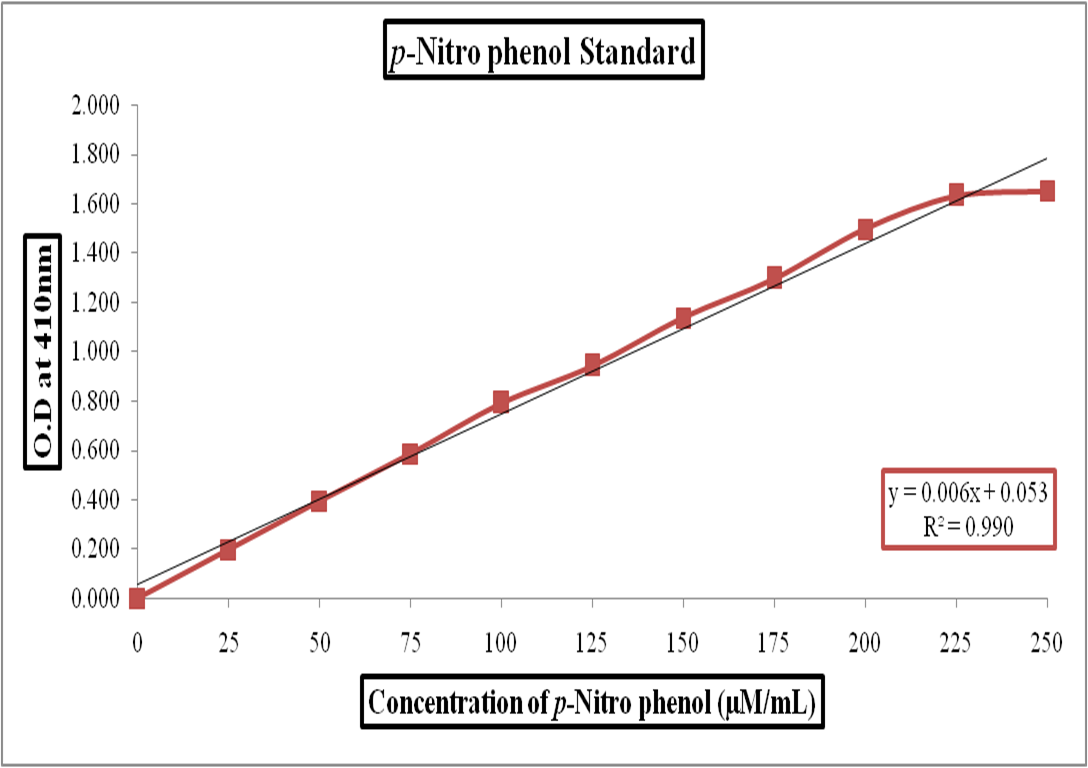 p-Nitro phenol Standard
2.000
1.800
1.600
1.400
1.200
1.000
0.800
0.600
0.400
0.200
0.000
O.D at 410nm
y = 0.006x + 0.053
R² = 0.990
0 25 50 75 100 125 150 175 200 225 250
Concentration of p-Nitro phenol (µM/mL)